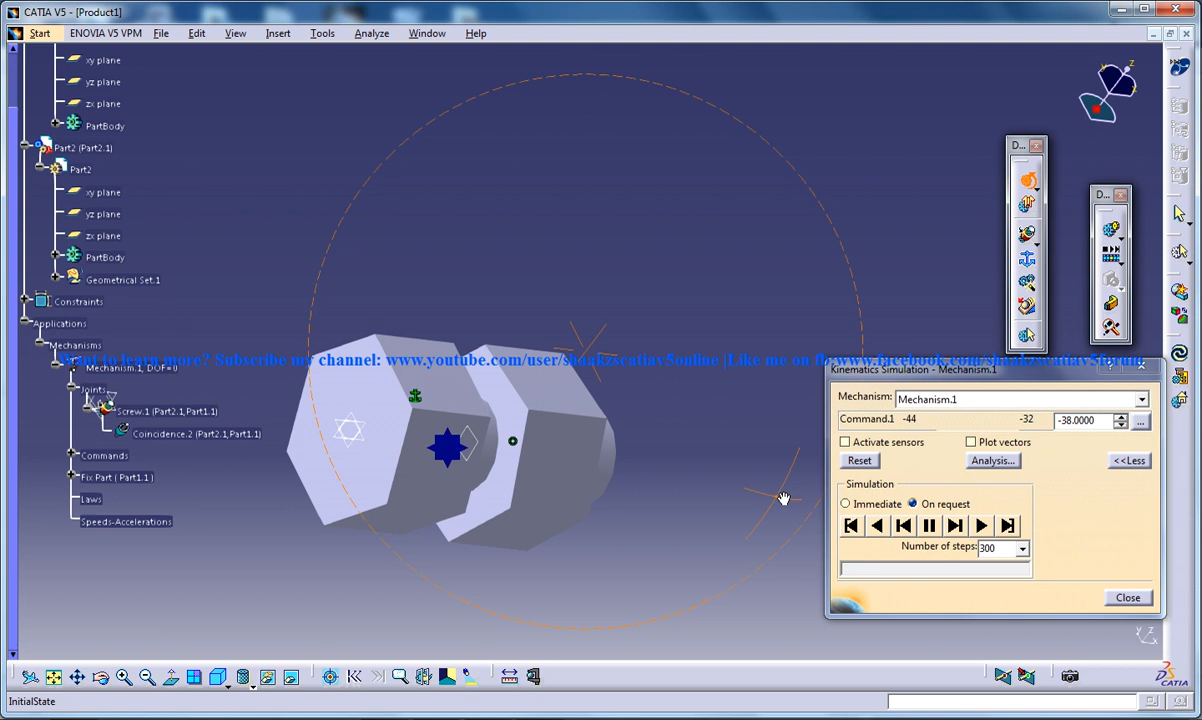 CATIA V5 - [Product1]
Start ENOVIA V5 VPM File Edit View Insert Tools Analyze Window Help
xy plane
yz plane
zx plane
PartBody
Part2 (Part2.1)
Part2
xy plane
yz plane
zx plane
PartBody
Geometrical Set.1
Constraints
Applications
Mechanisms
Mechanism.1, DOF=0
Joints
Screw.1 (Part2.1,Part1.1)
Coincidence.2 (Part2.1,Part1.1)
Commands
Fix Part ( Part1.1 )
Laws
Speeds-Accelerations
Want to learn more? Subscribe my channel: www.youtube.com/user/shaakzscatiav5online |Like me on fb:www.facebook.com/shaakzscatiav5forum
D...
D...
Kinematics Simulation - Mechanism.1
Mechanism: Mechanism.1
Command.1 -44 -32 -38.0000 ...
Activate sensors Plot vectors
Reset Analysis... <<Less
Simulation
Immediate On request
Number of steps: 300
Close
InitialState
CATIA